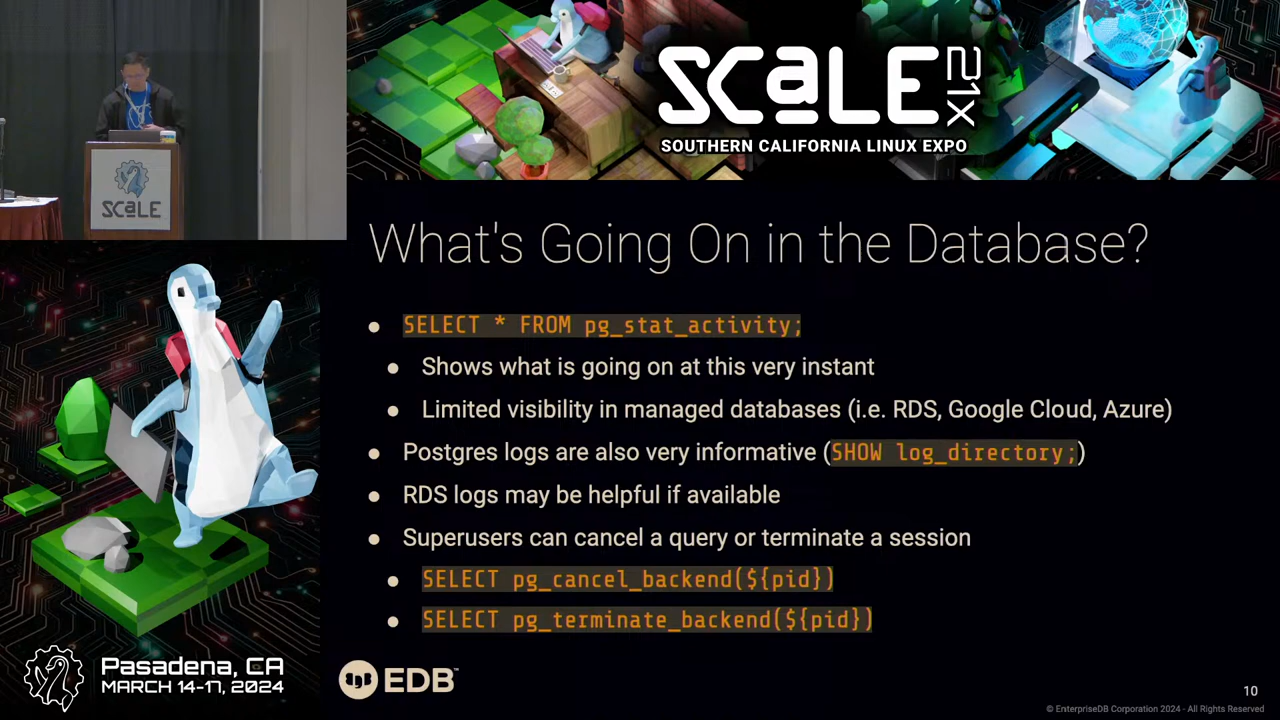 SCaLE 21X
SOUTHERN CALIFORNIA LINUX EXPO
SCaLE
What's Going On in the Database?
● SELECT * FROM pg_stat_activity;
● Shows what is going on at this very instant
● Limited visibility in managed databases (i.e. RDS, Google Cloud, Azure)
● Postgres logs are also very informative (SHOW log_directory;)
● RDS logs may be helpful if available
● Superusers can cancel a query or terminate a session
● SELECT pg_cancel_backend(${pid})
● SELECT pg_terminate_backend(${pid})
Pasadena, CA
MARCH 14-17, 2024
EDB™
10
© EnterpriseDB Corporation 2024 - All Rights Reserved